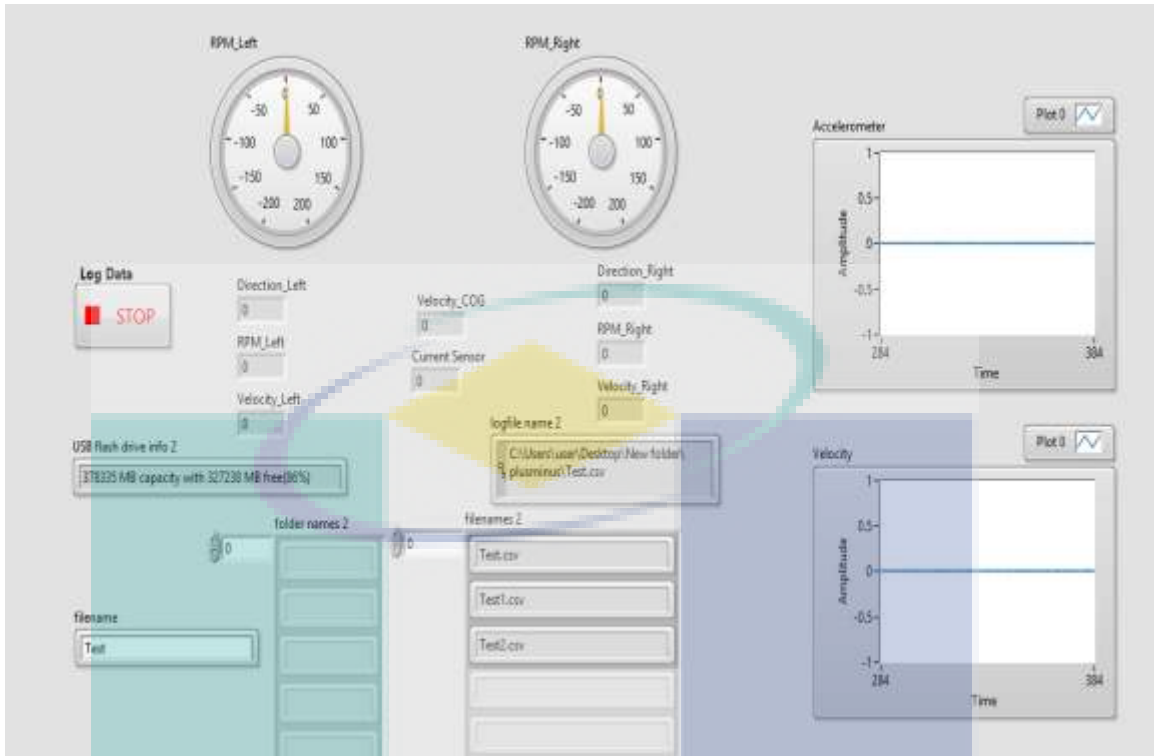 RPM_Left
RPM_Right
0
-50 50
-100 100
-150 150
-200 200
0
-50 50
-100 100
-150 150
-200 200
Plot 0
Accelerometer
1
0.5
0
-0.5
-1
Amplitude
284 384
Time
Log Data
STOP
Direction_Left
0
RPM_Left
0
Velocity_Left
0
Velocity_COG
0
Current Sensor
0
Direction_Right
0
RPM_Right
0
Velocity_Right
0
USB flash drive info 2
378335 MB capacity with 327238 MB free(86%)
logfile name 2
C:\Users\user\Desktop\New folder\
plusminus\Test.csv
folder names 2
0
filenames 2
0
Test.csv
Test1.csv
Test2.csv
filename
Test
Plot 0
Velocity
1
0.5
0
-0.5
-1
Amplitude
284 384
Time